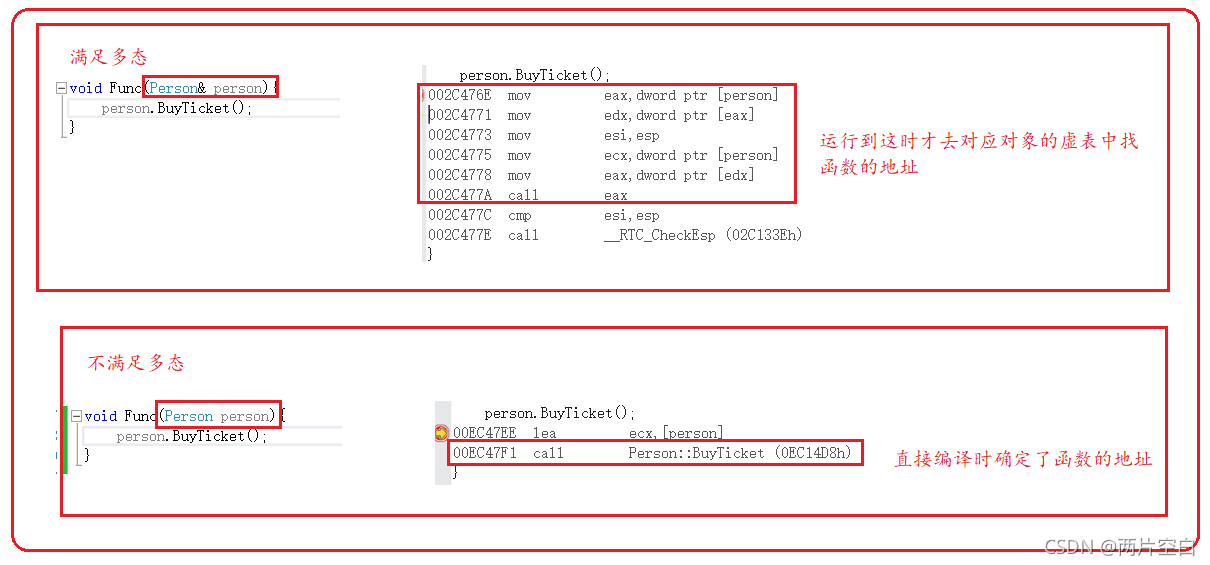 满足多态
void Func(Person& person){
person.BuyTicket();
}
person.BuyTicket();
002C476E mov eax,dword ptr [person]
002C4771 mov edx,dword ptr [eax]
002C4773 mov esi,esp
002C4775 mov ecx,dword ptr [person]
002C4778 mov eax,dword ptr [edx]
002C477A call eax
002C477C cmp esi,esp
002C477E call __RTC_CheckEsp (02C133Eh)
}
运行到这时才去对应对象的虚表中找
函数的地址
不满足多态
void Func(Person person){
person.BuyTicket();
}
person.BuyTicket();
00EC47EE lea ecx,[person]
00EC47F1 call Person::BuyTicket (0EC14D8h)
}
直接编译时确定了函数的地址
CSDN @两片空白